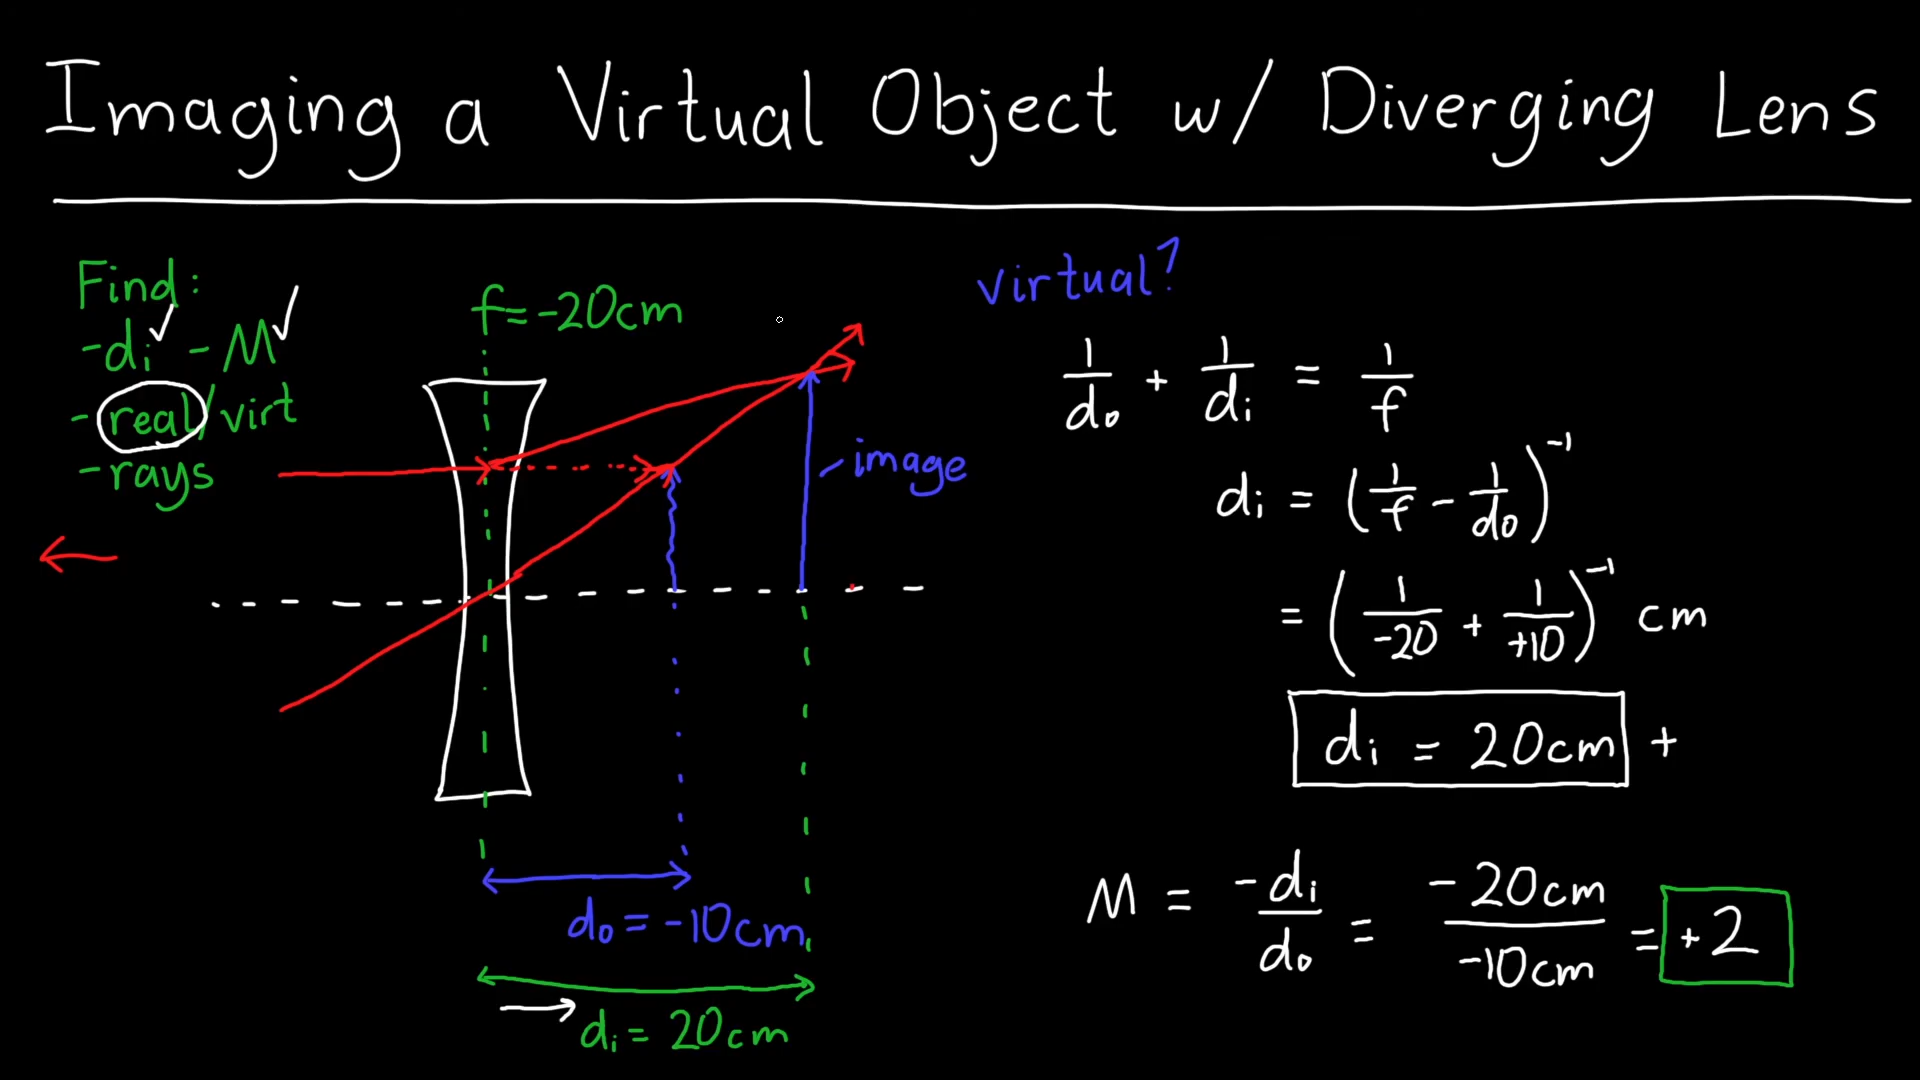 Imaging a Virtual Object w/ Diverging Lens
Find:
-di ✓ - M ✓
- real/virt
- rays
f = -20cm
image
do = -10cm
di = 20cm
virtual?
1/do + 1/di = 1/f
di = (1/f - 1/do)^-1
= (1/-20 + 1/+10)^-1 cm
di = 20cm +
M = -di/do = -20cm/-10cm = +2